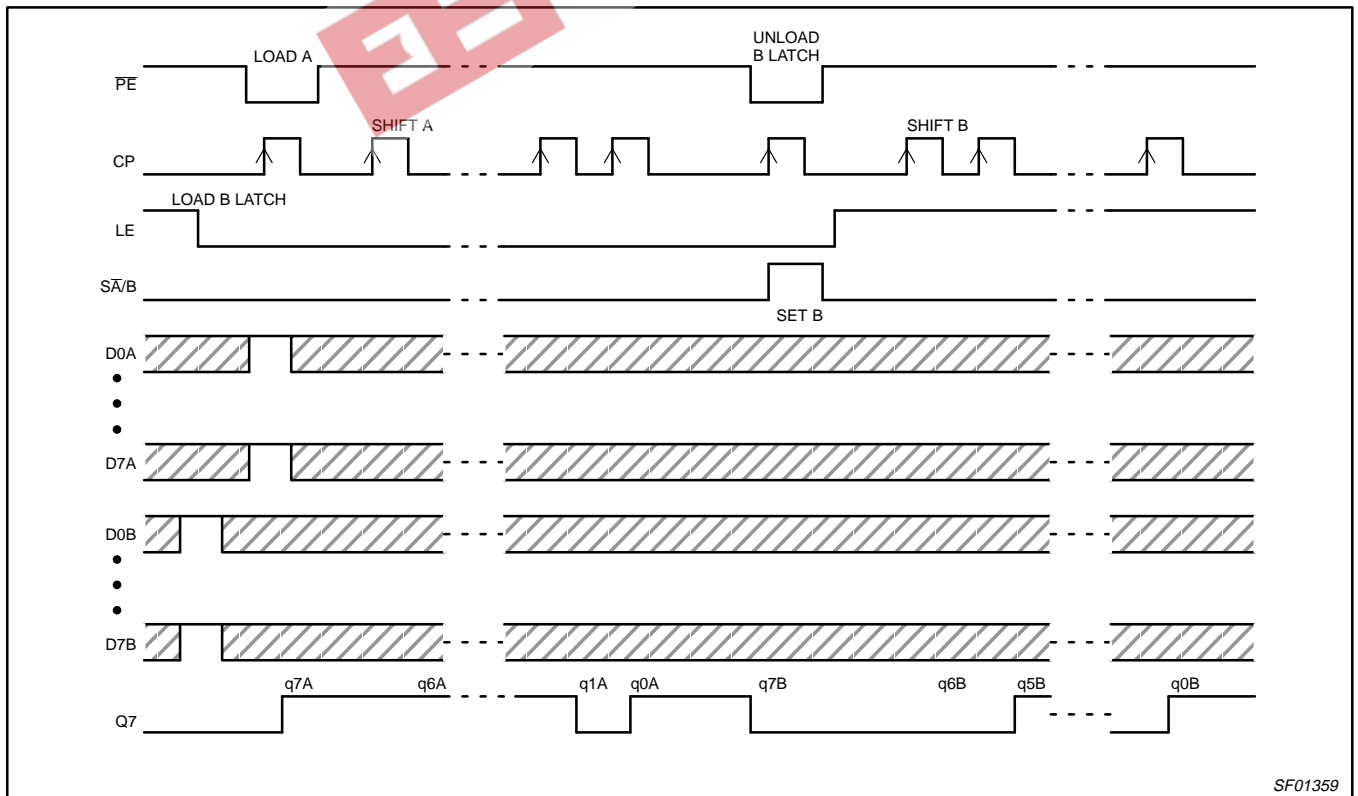 LOAD A
UNLOAD
B LATCH
P̅E̅
SHIFT A
SHIFT B
CP
LOAD B LATCH
LE
SA̅/B
SET B
D0A
D7A
D0B
D7B
q7A q6A q1A q0A q7B q6B q5B q0B
Q7
SF01359